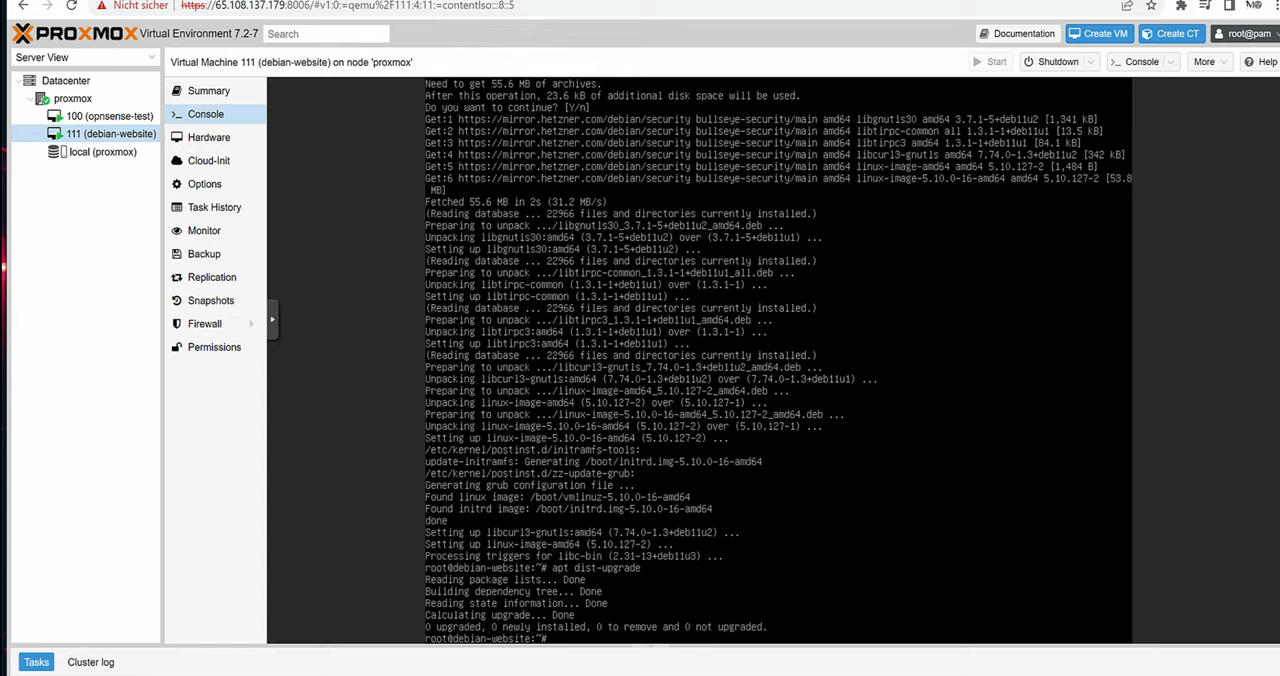 Nicht sicher | https://65.108.137.179:8006/#v1:0:=qemu%2F111:4:11:=contentIso:::8::5
PROXMOX Virtual Environment 7.2-7 Search Documentation Create VM Create CT root@pam
Server View
Datacenter
proxmox
100 (opnsense-test)
111 (debian-website)
local (proxmox)
Virtual Machine 111 (debian-website) on node 'proxmox'
Start Shutdown >_ Console More Help
Summary
>_ Console
Hardware
Cloud-Init
Options
Task History
Monitor
Backup
Replication
Snapshots
Firewall
Permissions
Need to get 55.6 MB of archives.
After this operation, 23.6 kB of additional disk space will be used.
Do you want to continue? [Y/n]
Get:1 https://mirror.hetzner.com/debian/security bullseye-security/main amd64 libgnutls30 amd64 3.7.1-5+deb11u2 [1,341 kB]
Get:2 https://mirror.hetzner.com/debian/security bullseye-security/main amd64 libtirpc-common all 1.3.1-1+deb11u1 [13.5 kB]
Get:3 https://mirror.hetzner.com/debian/security bullseye-security/main amd64 libtirpc3 amd64 1.3.1-1+deb11u1 [84.1 kB]
Get:4 https://mirror.hetzner.com/debian/security bullseye-security/main amd64 libcurl3-gnutls amd64 7.74.0-1.3+deb11u2 [342 kB]
Get:5 https://mirror.hetzner.com/debian/security bullseye-security/main amd64 linux-image-amd64 amd64 5.10.127-2 [1,484 B]
Get:6 https://mirror.hetzner.com/debian/security bullseye-security/main amd64 linux-image-5.10.0-16-amd64 amd64 5.10.127-2 [53.8
MB]
Fetched 55.6 MB in 2s (31.2 MB/s)
(Reading database ... 22966 files and directories currently installed.)
Preparing to unpack .../libgnutls30_3.7.1-5+deb11u2_amd64.deb ...
Unpacking libgnutls30:amd64 (3.7.1-5+deb11u2) over (3.7.1-5+deb11u1) ...
Setting up libgnutls30:amd64 (3.7.1-5+deb11u2) ...
(Reading database ... 22966 files and directories currently installed.)
Preparing to unpack .../libtirpc-common_1.3.1-1+deb11u1_all.deb ...
Unpacking libtirpc-common (1.3.1-1+deb11u1) over (1.3.1-1) ...
Setting up libtirpc-common (1.3.1-1+deb11u1) ...
(Reading database ... 22966 files and directories currently installed.)
Preparing to unpack .../libtirpc3_1.3.1-1+deb11u1_amd64.deb ...
Unpacking libtirpc3:amd64 (1.3.1-1+deb11u1) over (1.3.1-1) ...
Setting up libtirpc3:amd64 (1.3.1-1+deb11u1) ...
(Reading database ... 22966 files and directories currently installed.)
Preparing to unpack .../libcurl3-gnutls_7.74.0-1.3+deb11u2_amd64.deb ...
Unpacking libcurl3-gnutls:amd64 (7.74.0-1.3+deb11u2) over (7.74.0-1.3+deb11u1) ...
Preparing to unpack .../linux-image-amd64_5.10.127-2_amd64.deb ...
Unpacking linux-image-amd64 (5.10.127-2) over (5.10.127-1) ...
Preparing to unpack .../linux-image-5.10.0-16-amd64_5.10.127-2_amd64.deb ...
Unpacking linux-image-5.10.0-16-amd64 (5.10.127-2) over (5.10.127-1) ...
Setting up linux-image-5.10.0-16-amd64 (5.10.127-2) ...
/etc/kernel/postinst.d/initramfs-tools:
update-initramfs: Generating /boot/initrd.img-5.10.0-16-amd64
/etc/kernel/postinst.d/zz-update-grub:
Generating grub configuration file ...
Found linux image: /boot/vmlinuz-5.10.0-16-amd64
Found initrd image: /boot/initrd.img-5.10.0-16-amd64
done
Setting up libcurl3-gnutls:amd64 (7.74.0-1.3+deb11u2) ...
Setting up linux-image-amd64 (5.10.127-2) ...
Processing triggers for libc-bin (2.31-13+deb11u3) ...
root@debian-website:~# apt dist-upgrade
Reading package lists... Done
Building dependency tree... Done
Reading state information... Done
Calculating upgrade... Done
0 upgraded, 0 newly installed, 0 to remove and 0 not upgraded.
root@debian-website:~#
Tasks Cluster log